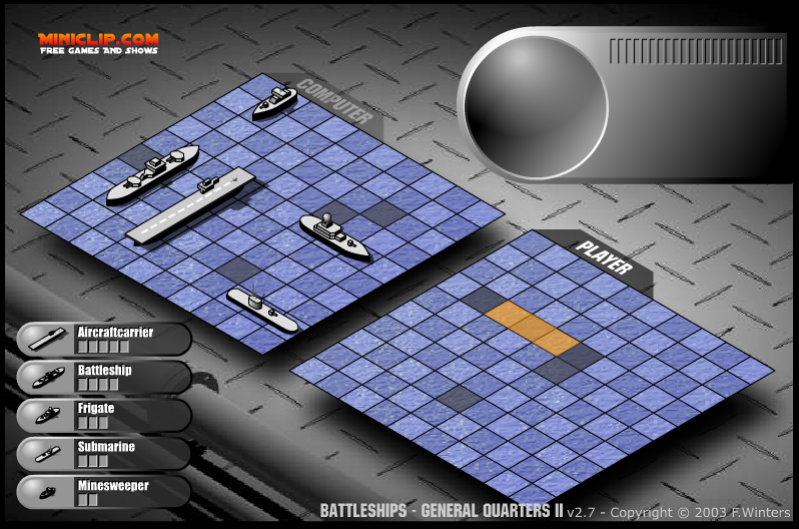 MINICLIP.COM
FREE GAMES AND SHOWS
COMPUTER
PLAYER
Aircraftcarrier
Battleship
Frigate
Submarine
Minesweeper
BATTLESHIPS - GENERAL QUARTERS II v2.7 - Copyright © 2003 F.Winters